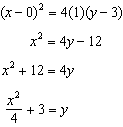 (x−0)² = 4(1)(y−3)
x² = 4y−12
x² + 12 = 4y
x²/4 + 3 = y